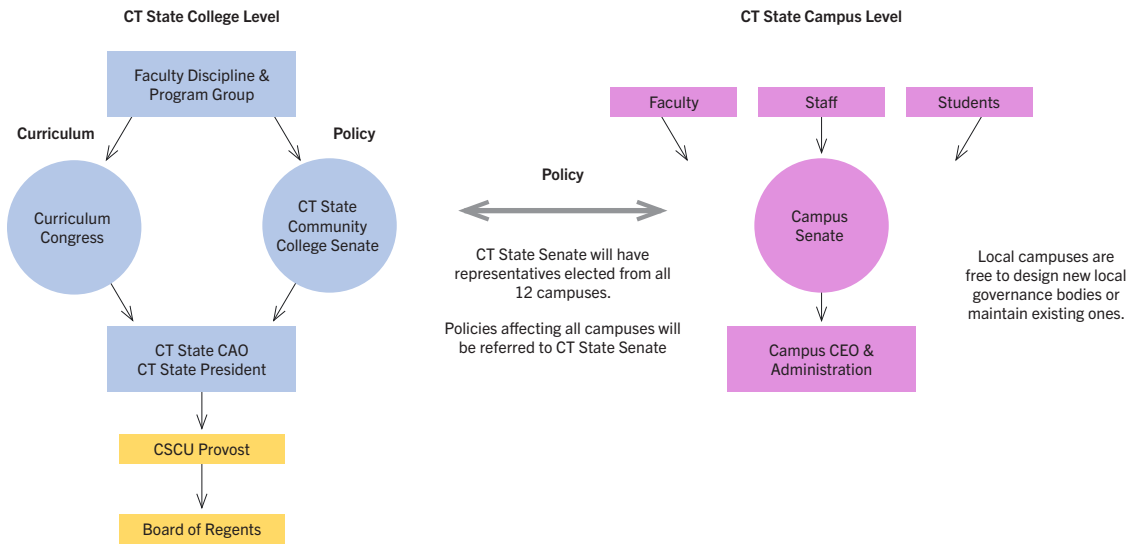 CT State College Level
Faculty Discipline &
Program Group
Curriculum
Policy
Curriculum
Congress
CT State
Community
College Senate
CT State CAO
CT State President
CSCU Provost
Board of Regents
Policy
CT State Senate will have
representatives elected from all
12 campuses.
Policies affecting all campuses will
be referred to CT State Senate
CT State Campus Level
Faculty
Staff
Students
Campus
Senate
Campus CEO &
Administration
Local campuses are
free to design new local
governance bodies or
maintain existing ones.